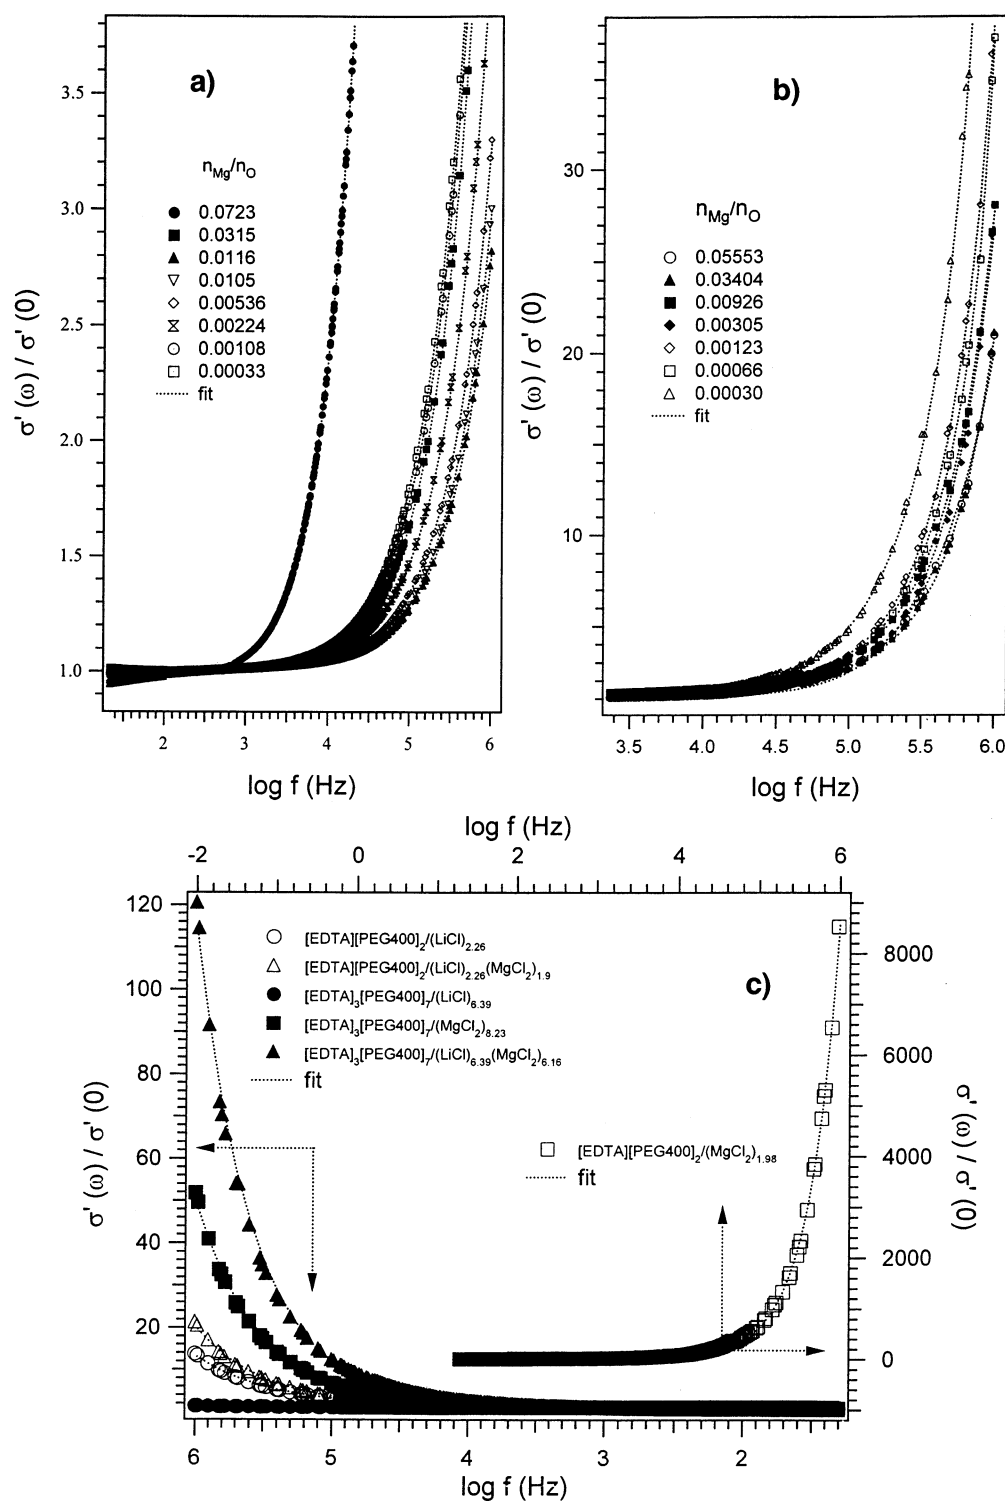 a)
n_Mg/n_O
0.0723
0.0315
0.0116
0.0105
0.00536
0.00224
0.00108
0.00033
fit
3.5
3.0
2.5
2.0
1.5
1.0
σ' (ω) / σ' (0)
2 3 4 5 6
log f (Hz)
b)
n_Mg/n_O
0.05553
0.03404
0.00926
0.00305
0.00123
0.00066
0.00030
fit
30
20
10
σ' (ω) / σ' (0)
3.5 4.0 4.5 5.0 5.5 6.0
log f (Hz)
log f (Hz)
-2 0 2 4 6
c)
[EDTA][PEG400]₂/(LiCl)₂.₂₆
[EDTA][PEG400]₂/(LiCl)₂.₂₆(MgCl₂)₁.₉
[EDTA]₃[PEG400]₇/(LiCl)₆.₃₉
[EDTA]₃[PEG400]₇/(MgCl₂)₈.₂₃
[EDTA]₃[PEG400]₇/(LiCl)₆.₃₉(MgCl₂)₆.₁₆
fit
[EDTA][PEG400]₂/(MgCl₂)₁.₉₈
fit
120
100
80
60
40
20
σ' (ω) / σ' (0)
8000
6000
4000
2000
0
σ' (ω) / σ' (0)
6 5 4 3 2
log f (Hz)